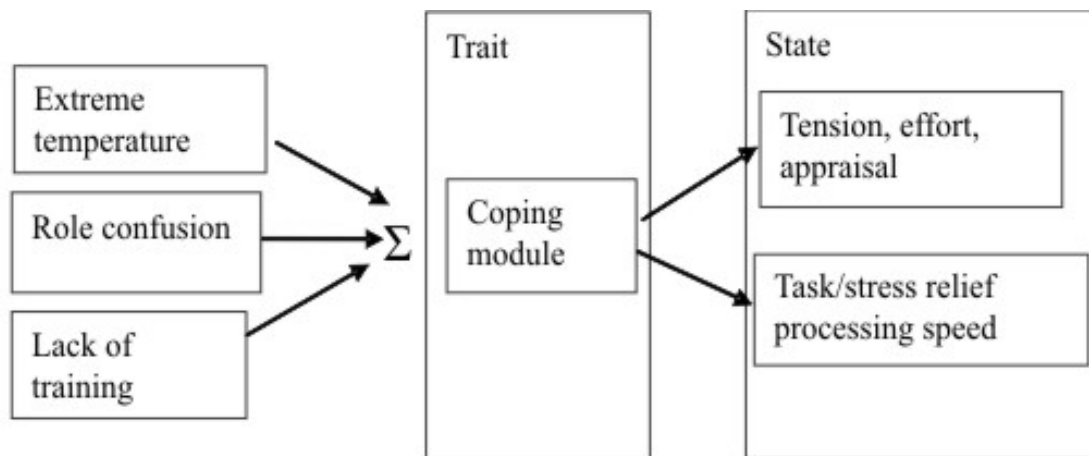 Extreme
temperature
Role confusion
Lack of
training
Σ
Trait
Coping
module
State
Tension, effort,
appraisal
Task/stress relief
processing speed